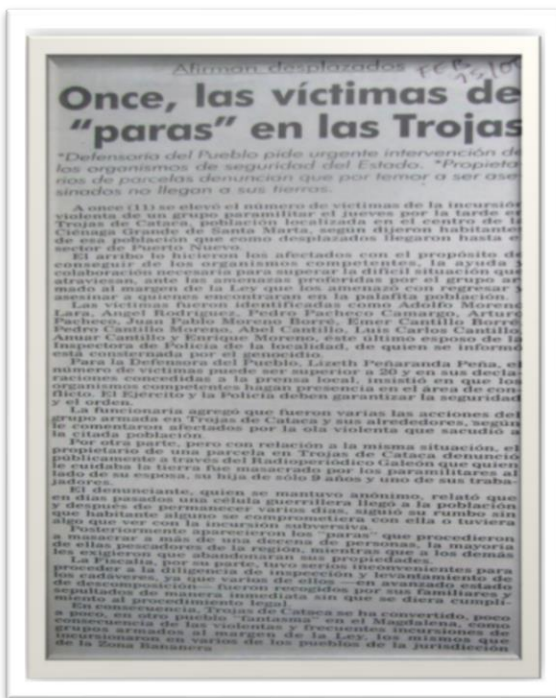 Afirman desplazados
FEB
Once, las víctimas de
“paras” en las Trojas
*Defensoría del Pueblo pide urgente intervención de
los organismos de seguridad del Estado. *Propieta
rios de parcelas denuncian que por temor a ser ase-
sinados no llegan a sus tierras.
A once (11) se elevó el número de víctimas de la incursión
violenta de un grupo paramilitar el jueves por la tarde en
Trojas de Cataca, población localizada en el centro de la
Ciénaga Grande de Santa Marta, según dijeron habitante
de esa población que como desplazados llegaron hasta e
sector de Puerto Nuevo.
El arribo lo hicieron los afectados con el propósito de
conseguir de los organismos competentes, la ayuda y
colaboración necesaria para superar la difícil situación que
atraviesan, ante las amenazas proferidas por el grupo ar
mado al margen de la Ley que los amenazó con regresar y
asesinar a quienes encontraran en la palafita población.
Las víctimas fueron identificadas como Adolfo Moreno
Lara, Angel Rodríguez, Pedro Pacheco Camargo, Arturo
Pacheco, Juan Pablo Moreno Borré, Emer Cantillo Borré
Pedro Cantillo Moreno, Abel Cantillo, Luis Carlos Cantillo,
Anuar Cantillo y Enrique Moreno, éste último esposo de la
Inspectora de Policía de la localidad, de quien se informó
está consternada por el genocidio.
Para la Defensora del Pueblo, Lizeth Peñaranda Peña, el
número de víctimas puede ser superior a 20 y en sus decla-
raciones concedidas a la prensa local, insistió en que los
organismos competentes hagan presencia en el área de con-
flicto. El Ejército y la Policía deben garantizar la seguridad
y el orden.
La funcionaria agregó que fueron varias las acciones del
grupo armada en Trojas de Cataca y sus alrededores, según
le comentaron afectados por la ola violenta que sacudió a
la citada población.
Por otra parte, pero con relación a la misma situación, el
propietario de una parcela en Trojas de Cataca denunció
públicamente a través del Radioperiódico Galeón que quien
le cuidaba la tierra fue masacrado por los paramilitares al
lado de su esposa, su hija de sólo 9 años y uno de sus traba-
jadores.
El denunciante, quien se mantuvo anónimo, relató que
en días pasados una célula guerrillera llegó a la población
y después de permanecer varios días, siguió su rumbo sin
que habitante alguno se comprometiera con ella o tuviera
algo que ver con la incursión subversiva.
Posteriormente aparecieron los "paras" que procedieron
a masacrar a más de una decena de personas, la mayoría
de ellas pescadores de la región, mientras que a los demás
les exigieron que abandonaran sus propiedades.
La Fiscalía, por su parte, tuvo serios inconvenientes para
proceder a la diligencia de inspección y levantamiento de
los cadáveres, ya que varios de ellos —en avanzado estado
de descomposición— fueron recogidos por sus familiares y
sepultados de manera inmediata sin que se diera cumpli-
miento al procedimiento legal.
En consecuencia, Trojas de Cataca se ha convertido, poco
a poco, en otro pueblo "fantasma" en el Magdalena, como
consecuencia de las violentas y frecuentes incursiones de
grupos armados al margen de la Ley, los mismos que
incursionaron en varios de los pueblos de la jurisdicción
de la Zona Bananera